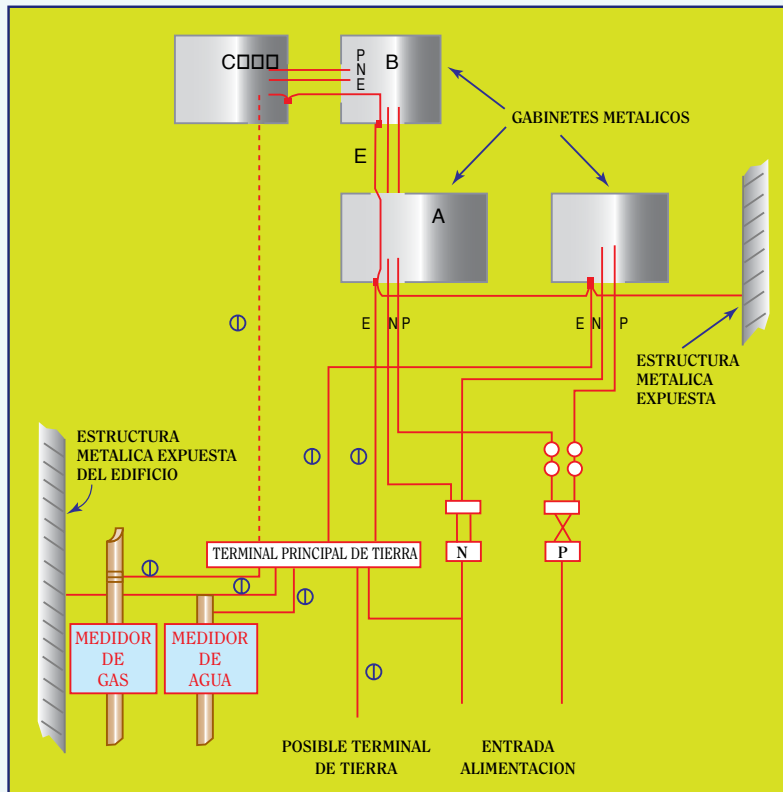 C□□□
P
N
E
B
GABINETES METALICOS
E
A
E N P
E N P
ESTRUCTURA
METALICA
EXPUESTA
ESTRUCTURA
METALICA EXPUESTA
DEL EDIFICIO
TERMINAL PRINCIPAL DE TIERRA
N
P
MEDIDOR
DE
GAS
MEDIDOR
DE
AGUA
POSIBLE TERMINAL
DE TIERRA
ENTRADA
ALIMENTACION